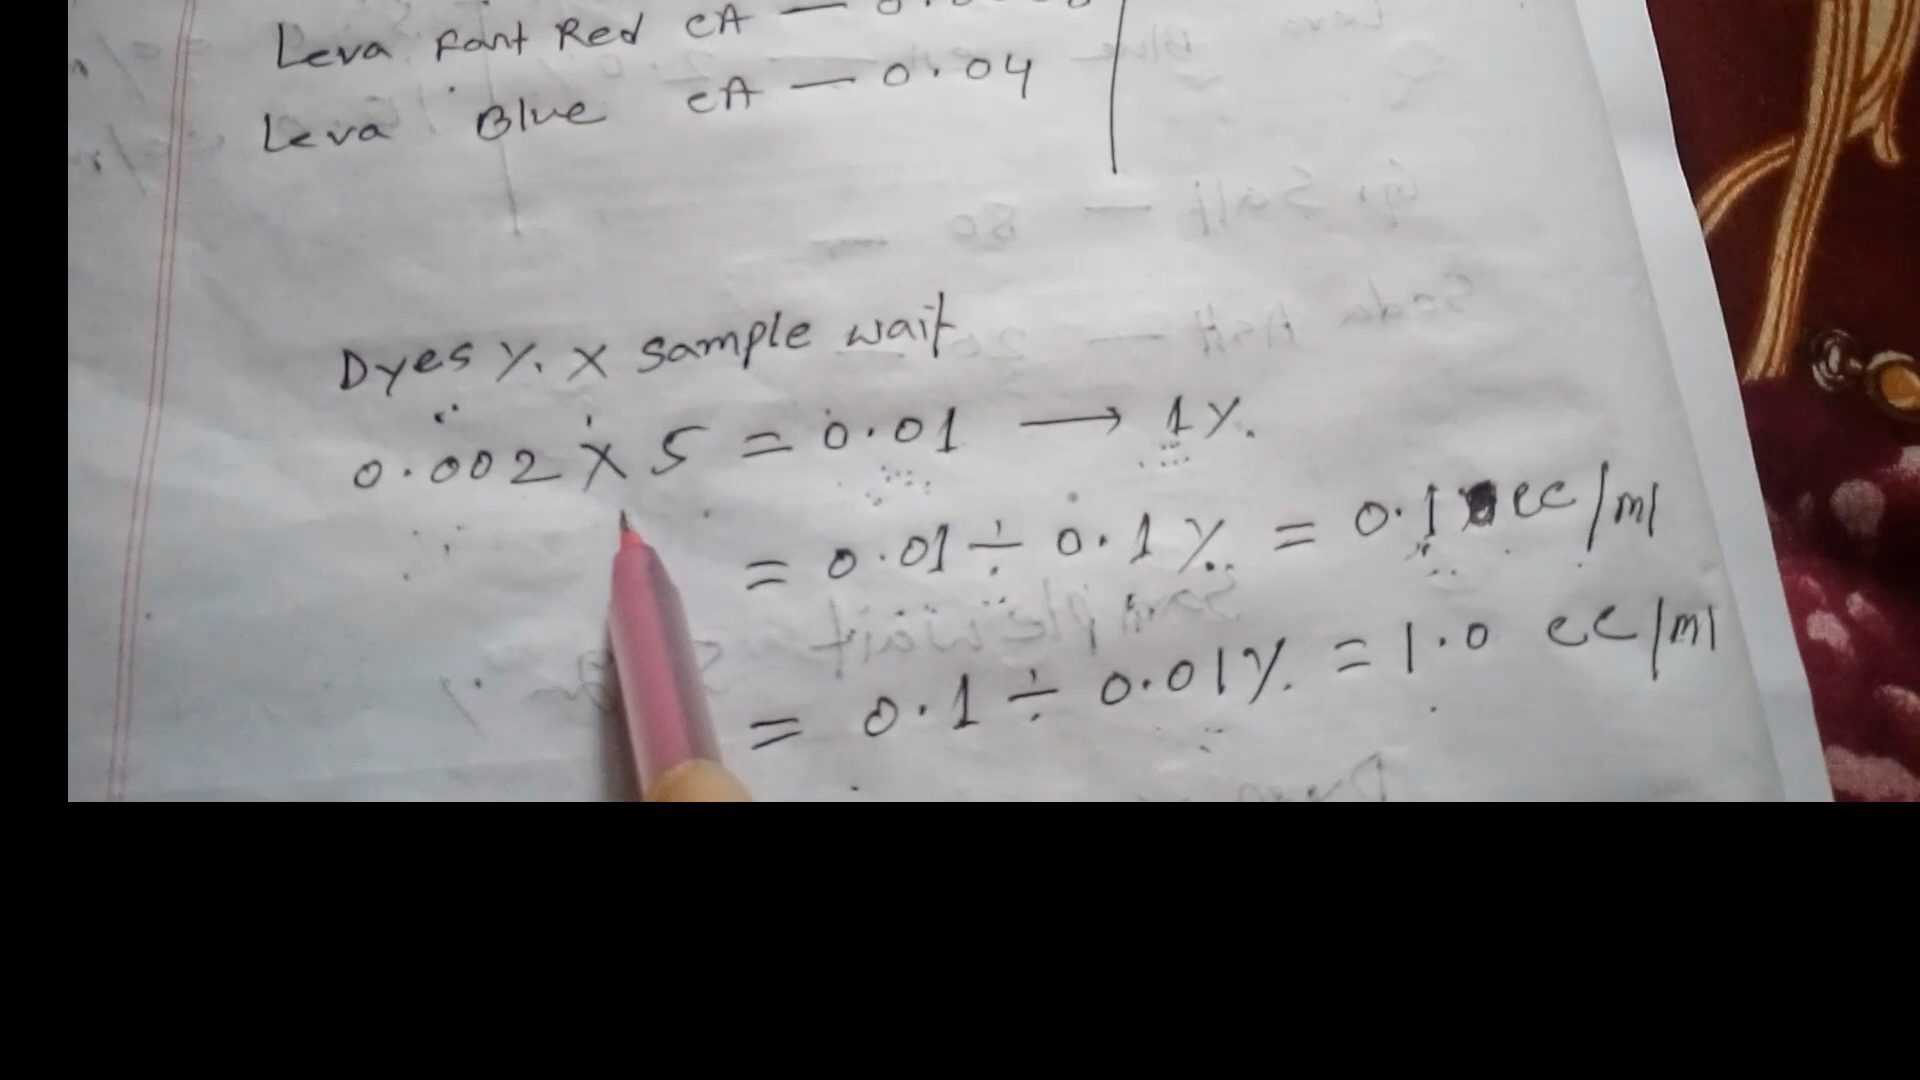 Leva Fant Red CA —
Leva Blue CA — 0.04
Dyes %. X Sample wait
0.002 X 5 = 0.01 → 1%.
= 0.01 ÷ 0.1% = 0.1 cc/ml
= 0.1 ÷ 0.01% = 1.0 cc/ml